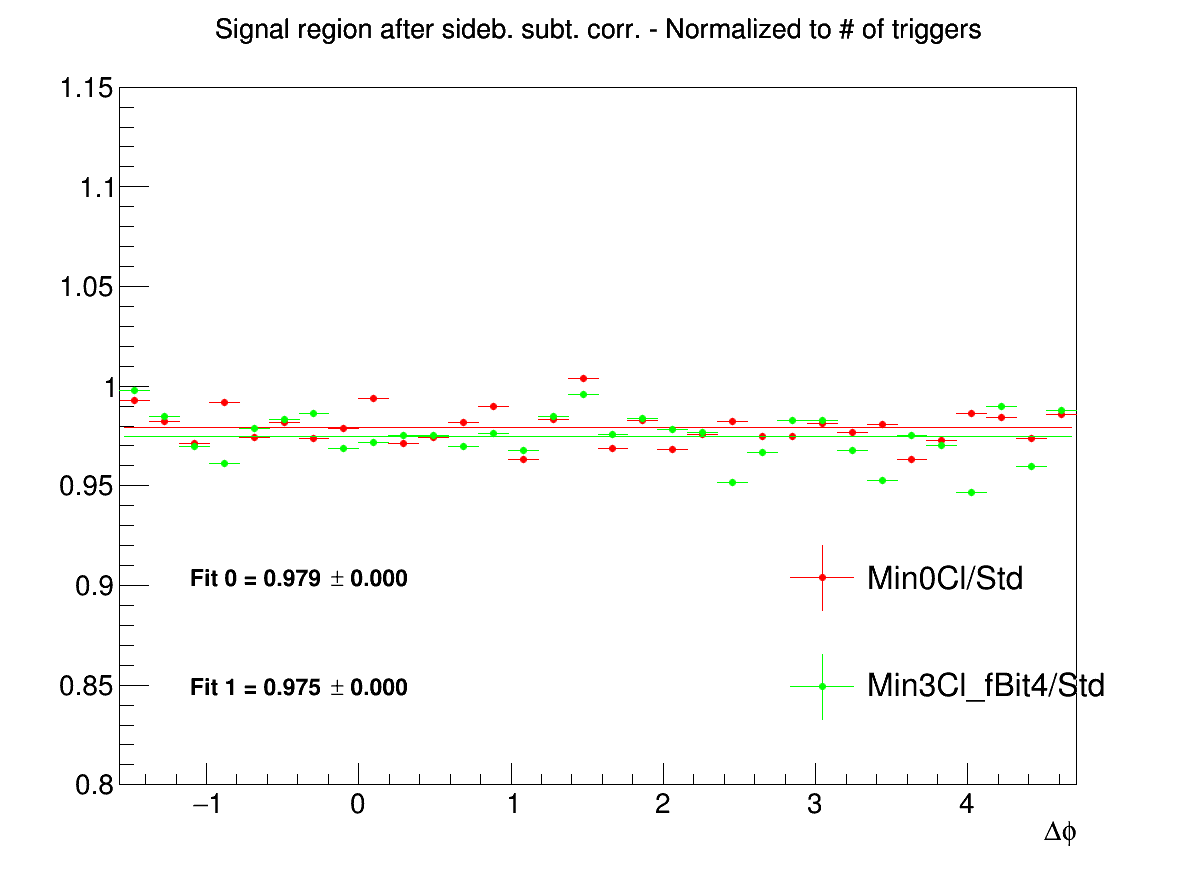 Signal region after sideb. subt. corr. - Normalized to # of triggers
1.15
1.1
1.05
1
0.95
0.9
0.85
0.8
Fit 0 = 0.979 ± 0.000
Fit 1 = 0.975 ± 0.000
Min0Cl/Std
Min3Cl_fBit4/Std
−1 0 1 2 3 4
Δϕ